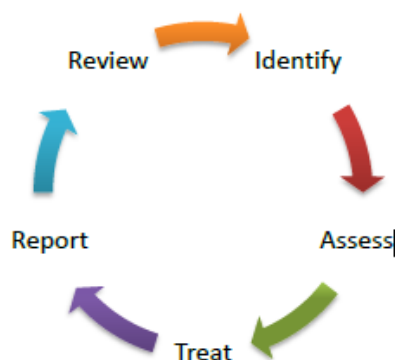 Review
Identify
Assess
Treat
Report